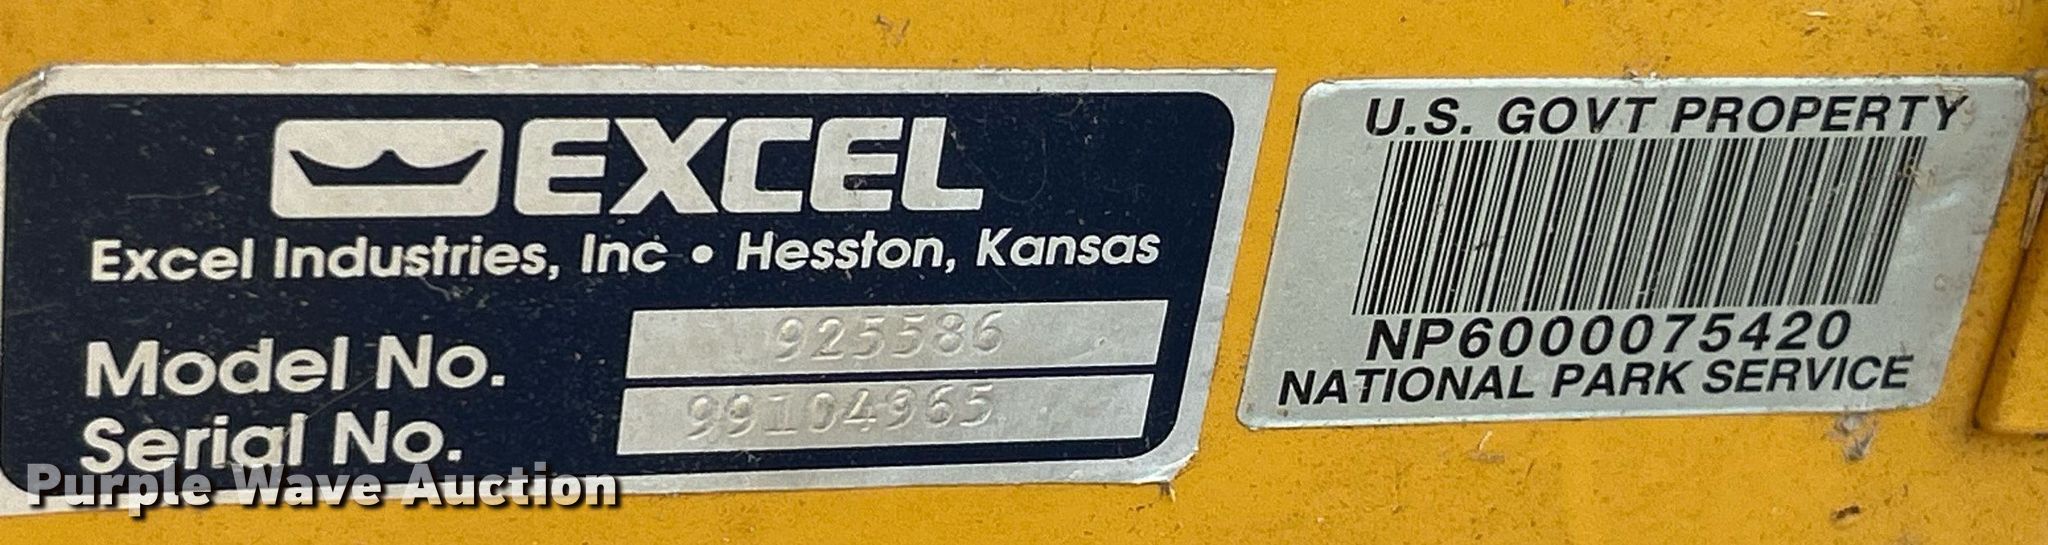 EXCEL
Excel Industries, Inc • Hesston, Kansas
Model No. 925586
Serial No. 99104965
U.S. GOVT PROPERTY
NP6000075420
NATIONAL PARK SERVICE
Purple Wave Auction